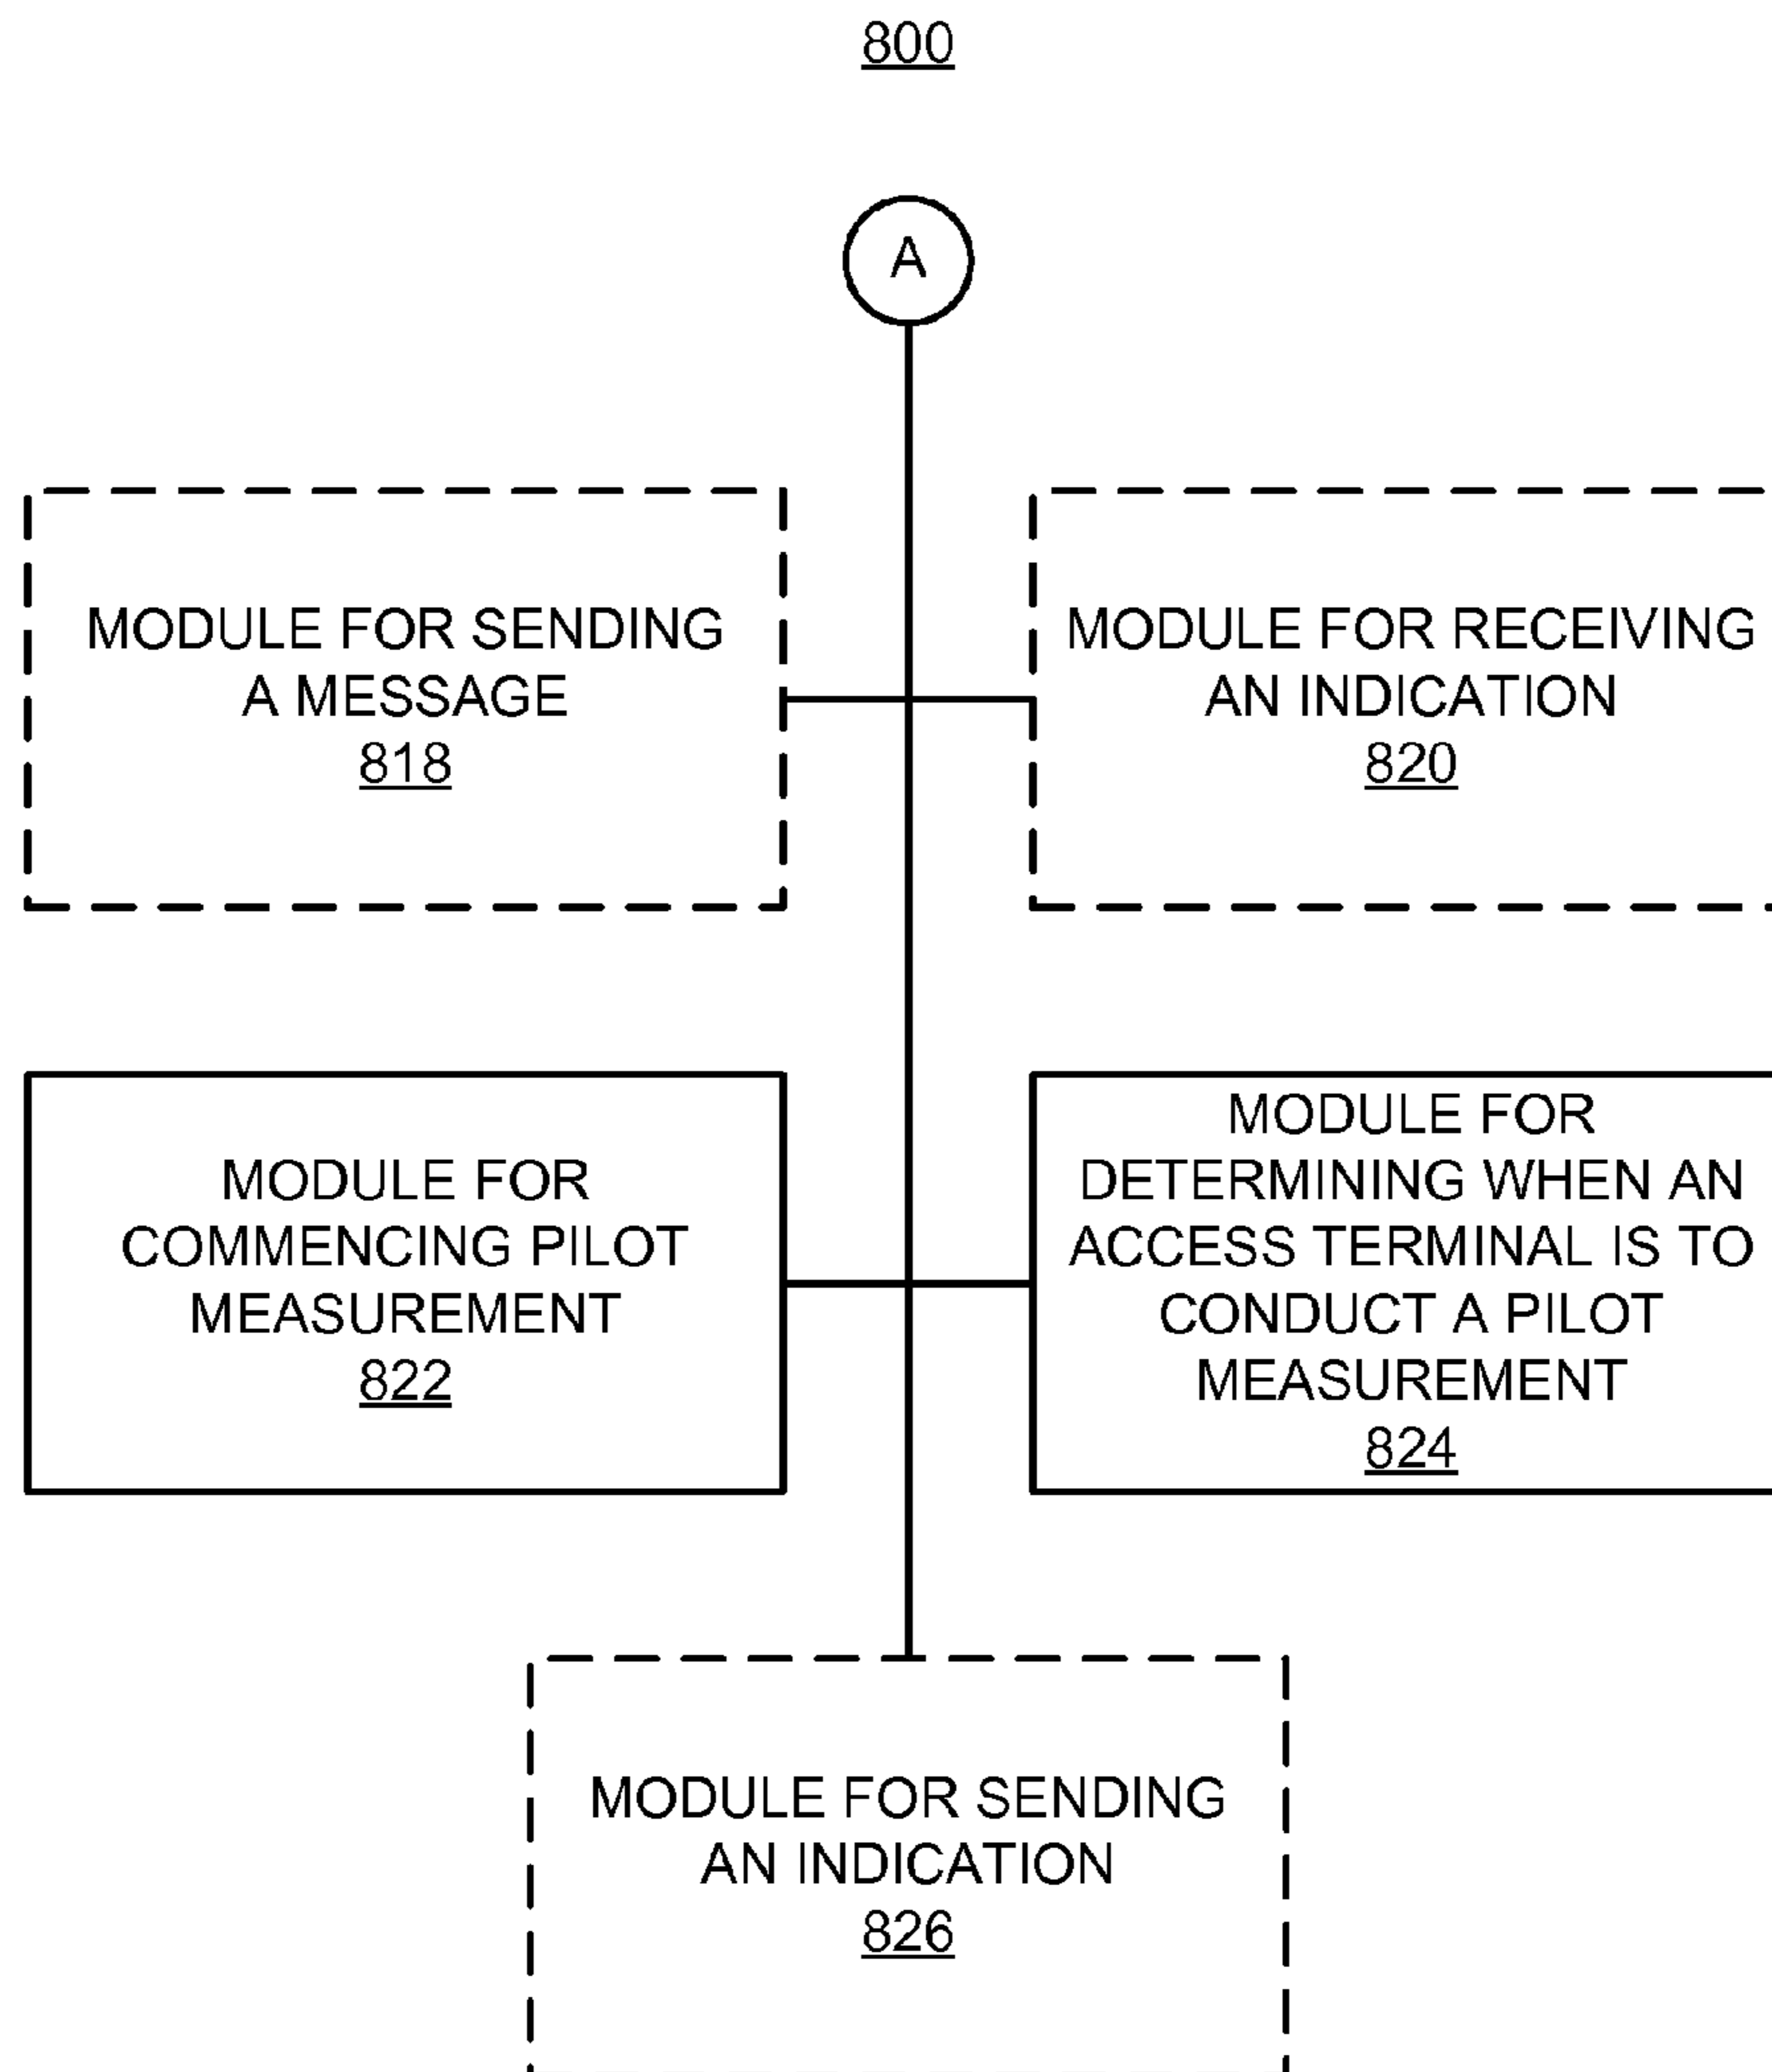 800
A
MODULE FOR SENDING
A MESSAGE
818
MODULE FOR RECEIVING
AN INDICATION
820
MODULE FOR
COMMENCING PILOT
MEASUREMENT
822
MODULE FOR
DETERMINING WHEN AN
ACCESS TERMINAL IS TO
CONDUCT A PILOT
MEASUREMENT
824
MODULE FOR SENDING
AN INDICATION
826